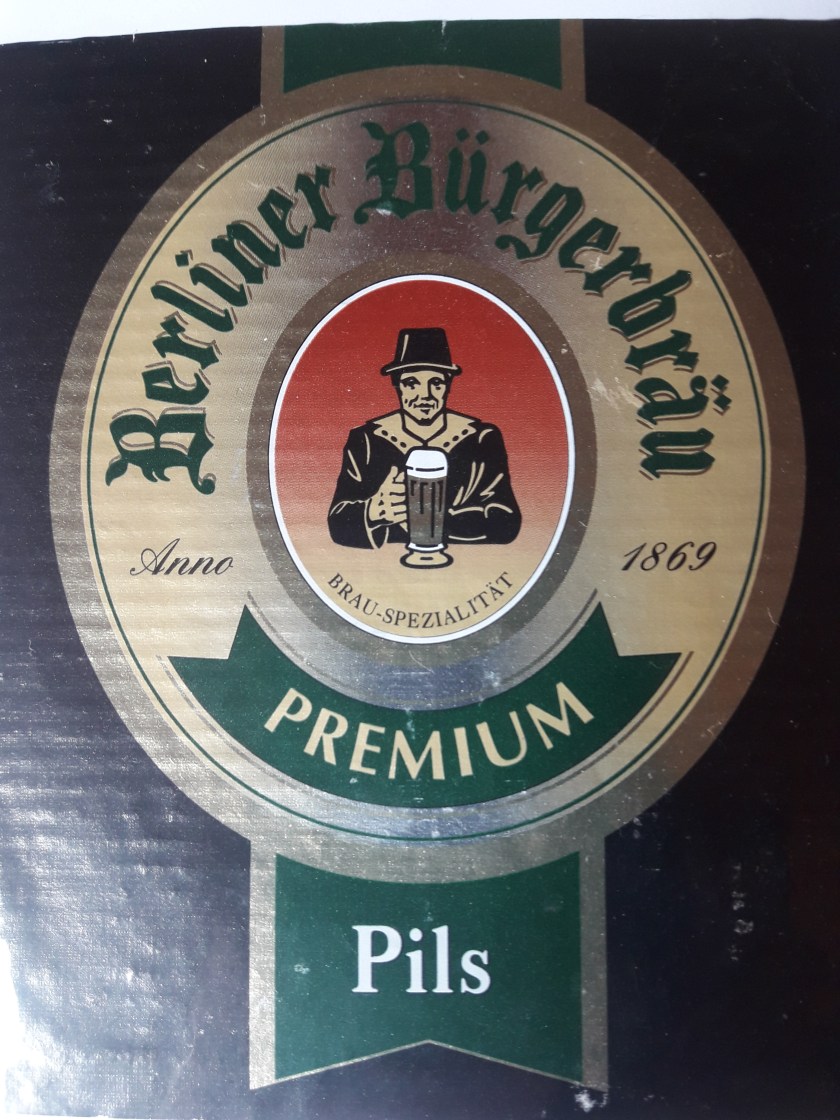 Berliner Bürgerbräu
Anno 1869
BRAU-SPEZIALITÄT
PREMIUM
Pils